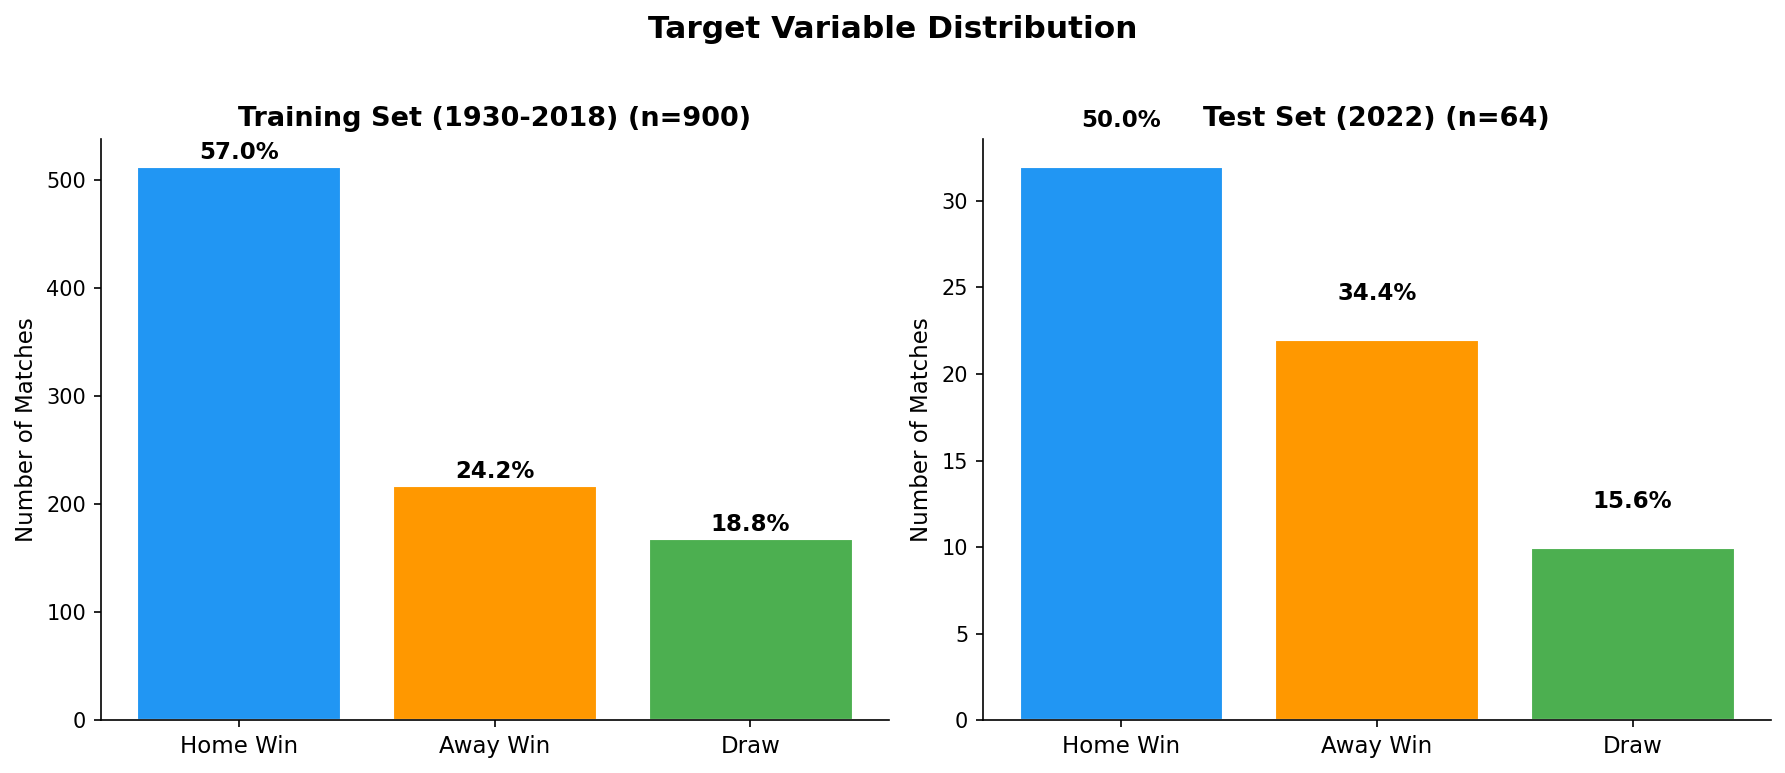 Target Variable Distribution
Training Set (1930-2018) (n=900)
Number of Matches
500
400
300
200
100
0
57.0%
24.2%
18.8%
Home Win
Away Win
Draw
Test Set (2022) (n=64)
Number of Matches
30
25
20
15
10
5
0
50.0%
34.4%
15.6%
Home Win
Away Win
Draw